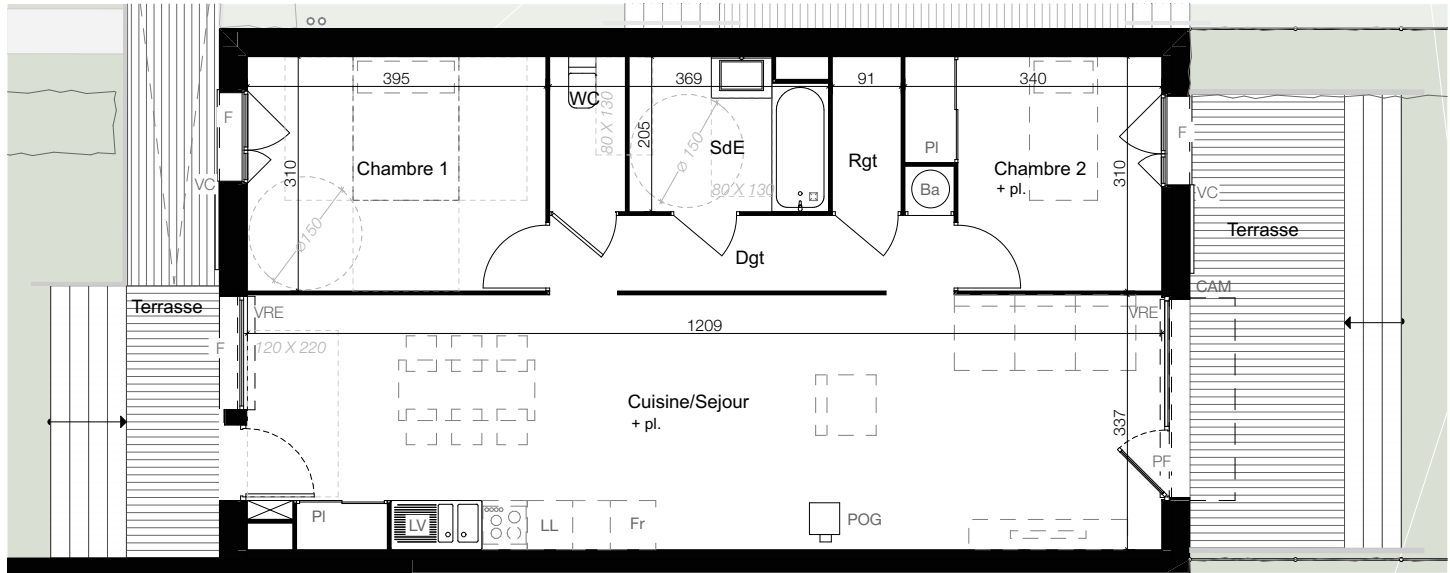 395
369
91
340
F
WC
80 X 130
205
Ø 150
SdE
80 X 130
Rgt
Pl
Ba
Chambre 1
310
Ø150
VC
Chambre 2
+ pl.
310
F
VC
Terrasse
Dgt
CAM
Terrasse
VRE
1209
VRE
F
120 X 220
Cuisine/Sejour
+ pl.
337
PF
Pl
LV
LL
Fr
POG